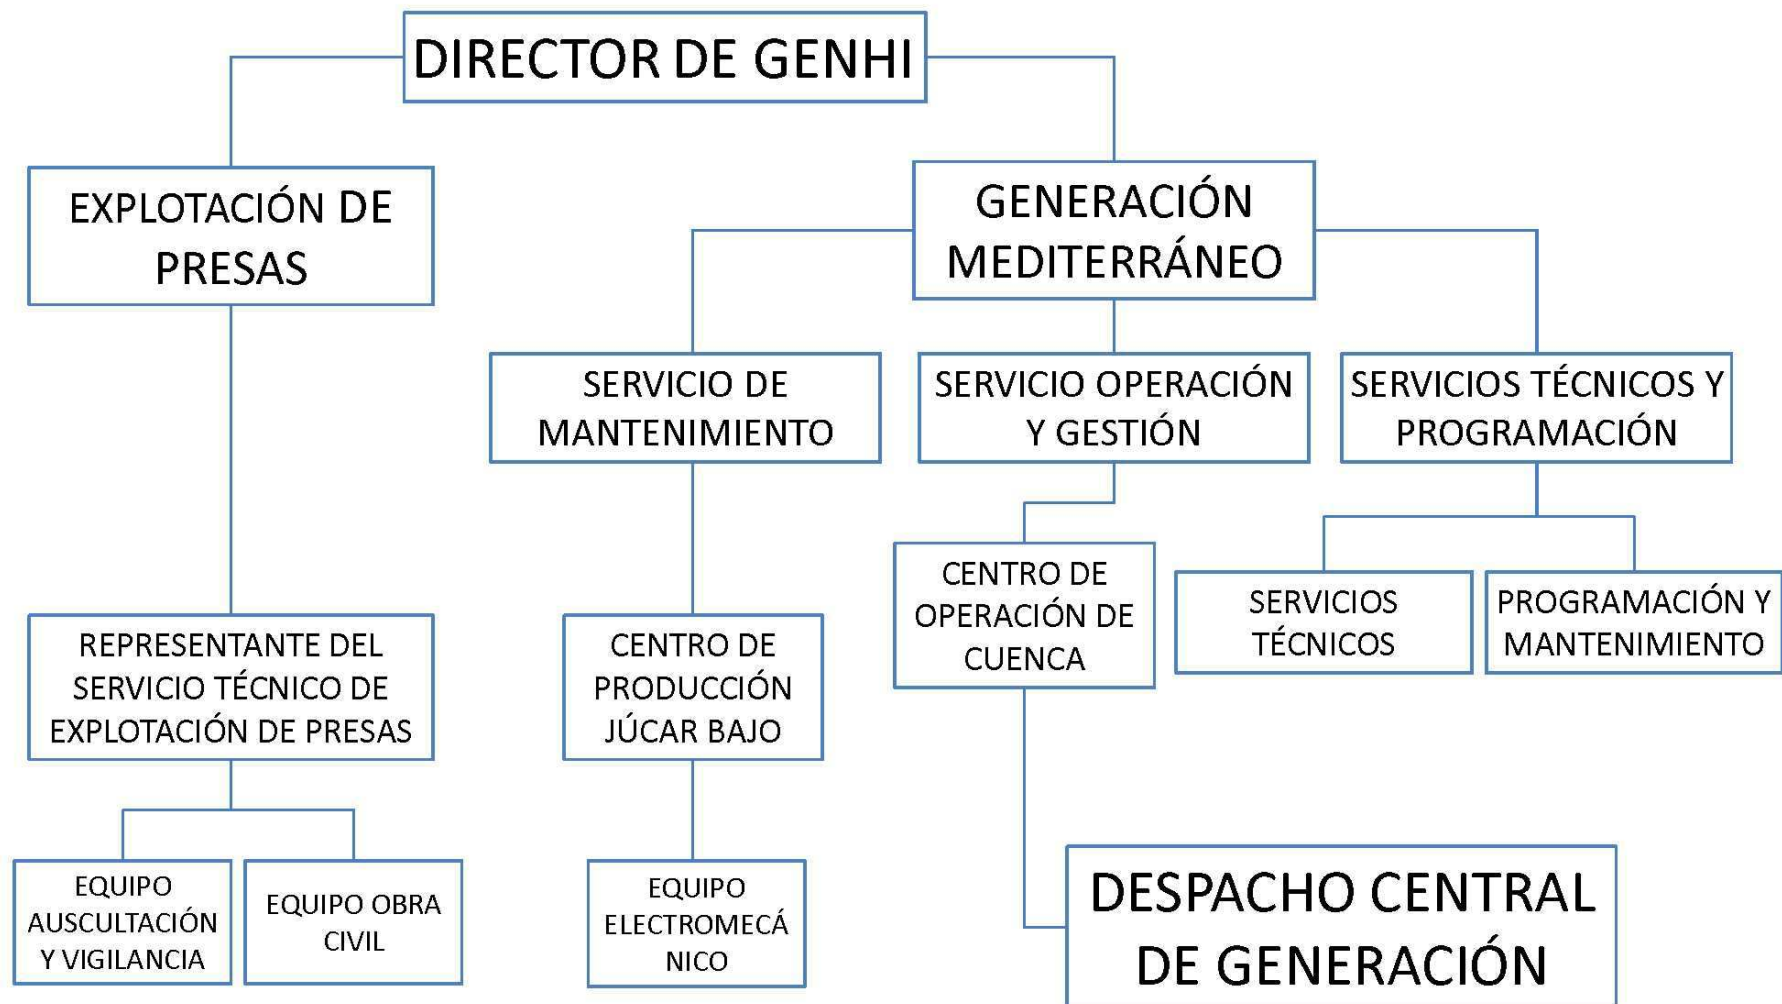 DIRECTOR DE GENHI
EXPLOTACIÓN DE
PRESAS
GENERACIÓN
MEDITERRÁNEO
SERVICIO DE
MANTENIMIENTO
SERVICIO OPERACIÓN
Y GESTIÓN
SERVICIOS TÉCNICOS Y
PROGRAMACIÓN
CENTRO DE
OPERACIÓN DE
CUENCA
SERVICIOS
TÉCNICOS
PROGRAMACIÓN Y
MANTENIMIENTO
REPRESENTANTE DEL
SERVICIO TÉCNICO DE
EXPLOTACIÓN DE PRESAS
CENTRO DE
PRODUCCIÓN
JÚCAR BAJO
EQUIPO
AUSCULTACIÓN
Y VIGILANCIA
EQUIPO OBRA
CIVIL
EQUIPO
ELECTROMECÁ
NICO
DESPACHO CENTRAL
DE GENERACIÓN